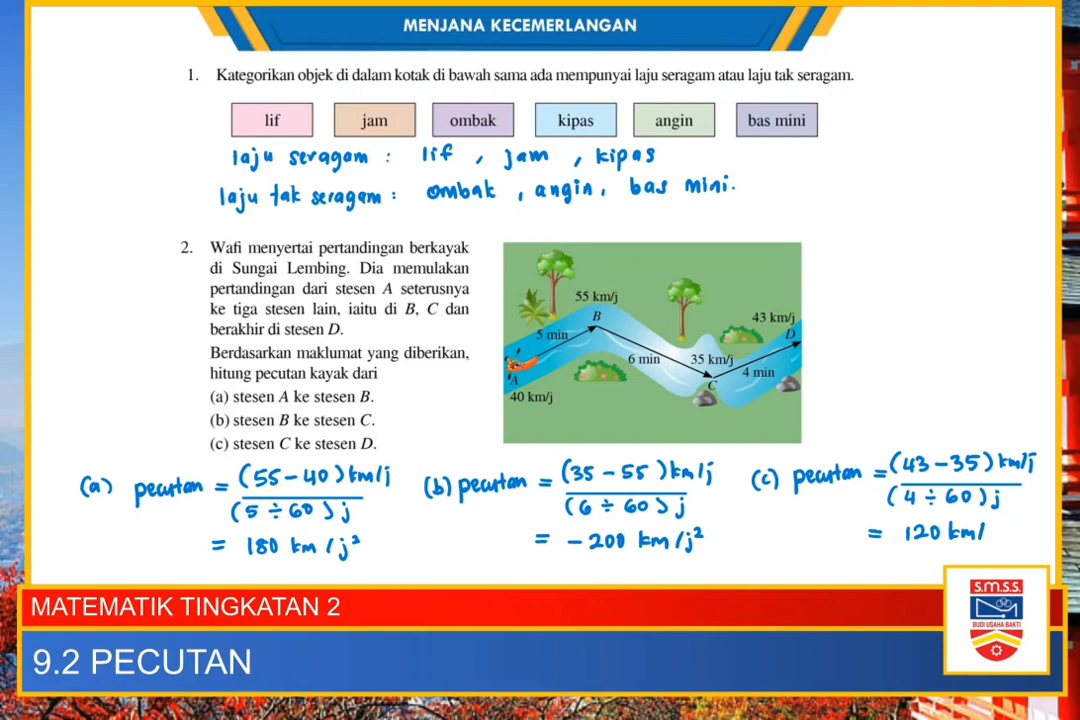 MENJANA KECEMERLANGAN
1. Kategorikan objek di dalam kotak di bawah sama ada mempunyai laju seragam atau laju tak seragam.
lif jam ombak kipas angin bas mini
laju seragam : lif , jam , kipas
laju tak seragam : ombak , angin, bas mini.
2. Wafi menyertai pertandingan berkayak
di Sungai Lembing. Dia memulakan
pertandingan dari stesen A seterusnya
ke tiga stesen lain, iaitu di B, C dan
berakhir di stesen D.
Berdasarkan maklumat yang diberikan,
hitung pecutan kayak dari
(a) stesen A ke stesen B.
(b) stesen B ke stesen C.
(c) stesen C ke stesen D.
55 km/j
B
43 km/j
D
5 min
6 min
35 km/j
4 min
C
A
40 km/j
(a) pecutan = (55 - 40) km/j
(5 ÷ 60) j
= 180 km/j²
(b) pecutan = (35 - 55) km/j
(6 ÷ 60) j
= -200 km/j²
(c) pecutan = (43 - 35) km/j
(4 ÷ 60) j
= 120 km/
S.M.S.S.
BUDI USAHA BAKTI
MATEMATIK TINGKATAN 2
9.2 PECUTAN